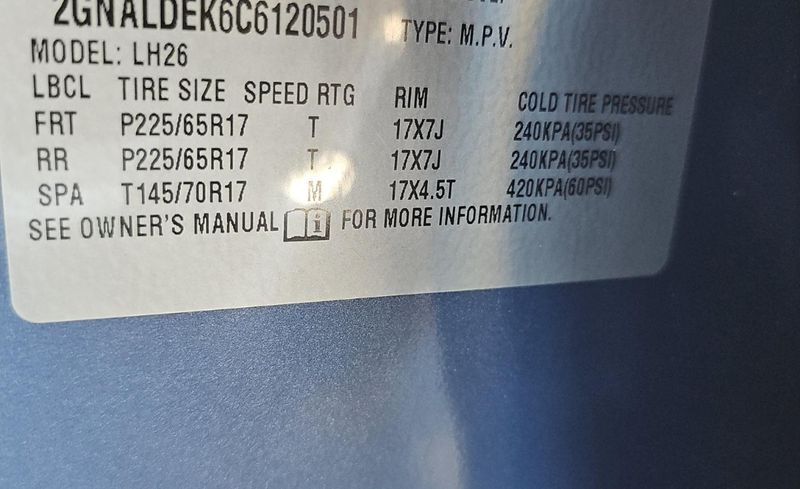 2GNALDEK6C6120501 TYPE: M.P.V.
MODEL: LH26
LBCL TIRE SIZE SPEED RTG RIM COLD TIRE PRESSURE
FRT P225/65R17 T 17X7J 240KPA(35PSI)
RR P225/65R17 T 17X7J 240KPA(35PSI)
SPA T145/70R17 M 17X4.5T 420KPA(60PSI)
SEE OWNER'S MANUAL FOR MORE INFORMATION.